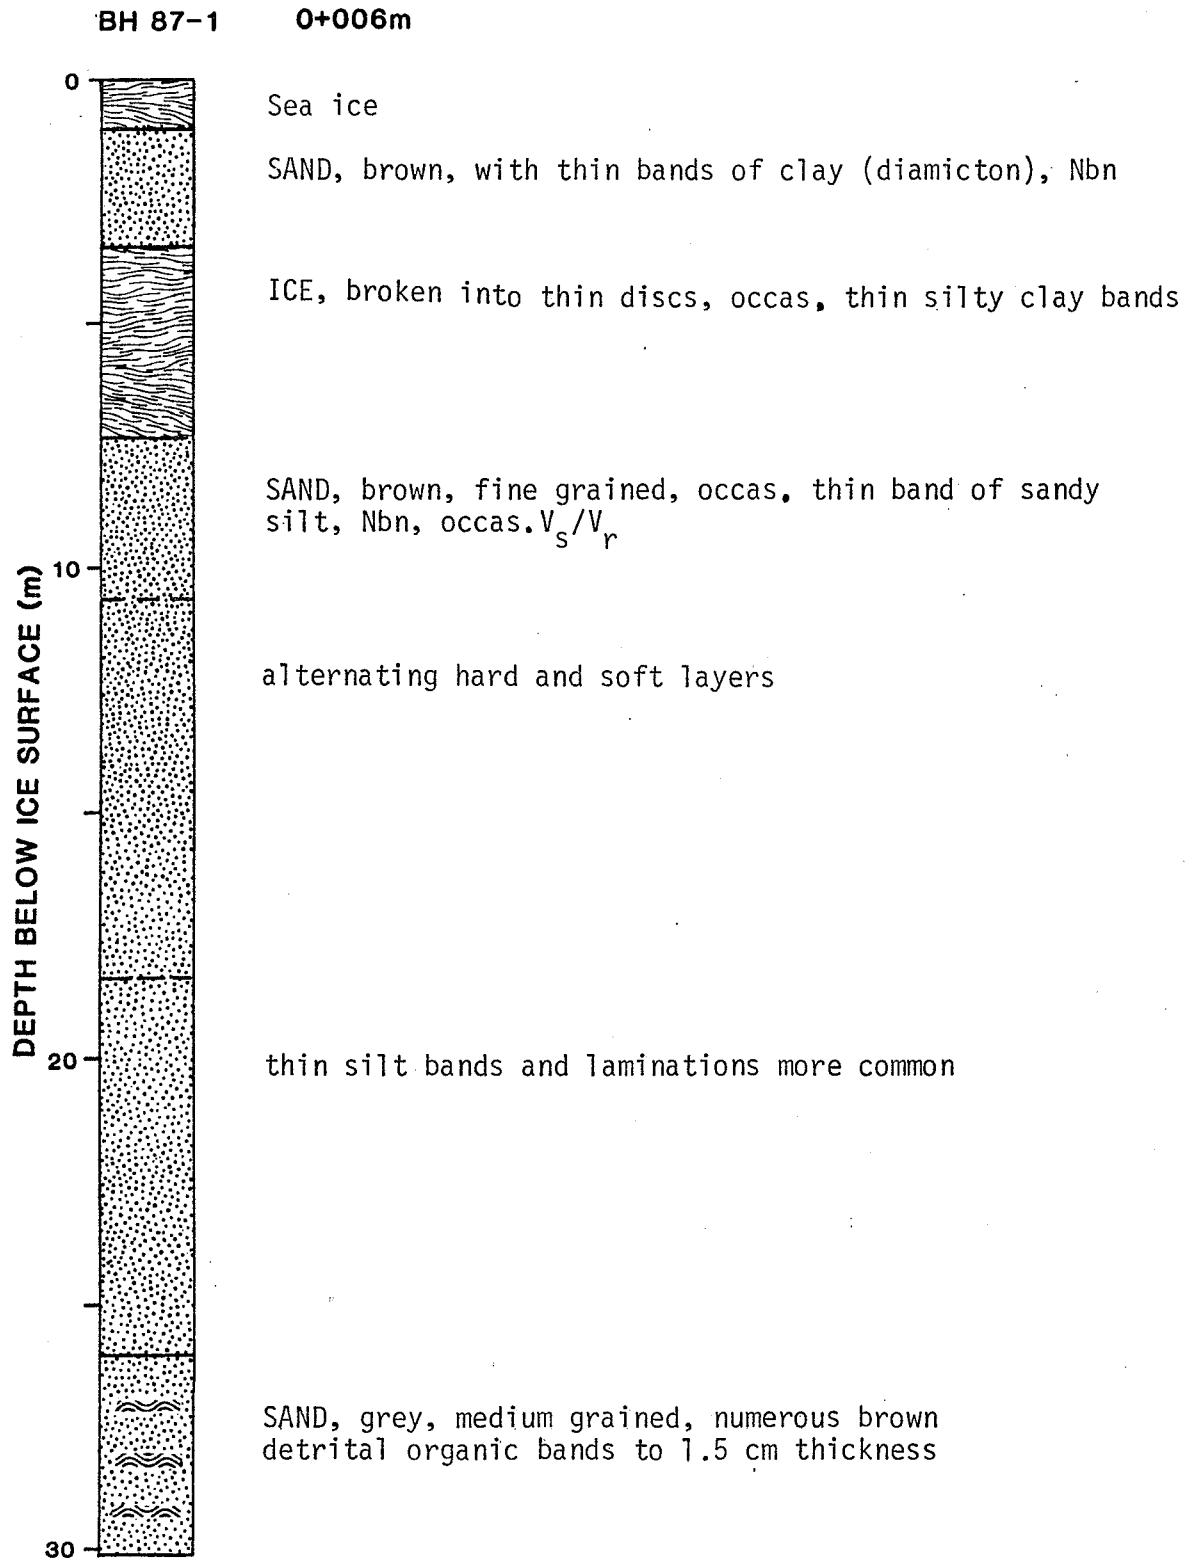 BH 87-1 0+006m
0
Sea ice
SAND, brown, with thin bands of clay (diamicton), Nbn
ICE, broken into thin discs, occas. thin silty clay bands
SAND, brown, fine grained, occas. thin band of sandy
silt, Nbn, occas. Vs/Vr
10
DEPTH BELOW ICE SURFACE (m)
alternating hard and soft layers
20
thin silt bands and laminations more common
SAND, grey, medium grained, numerous brown
detrital organic bands to 1.5 cm thickness
30